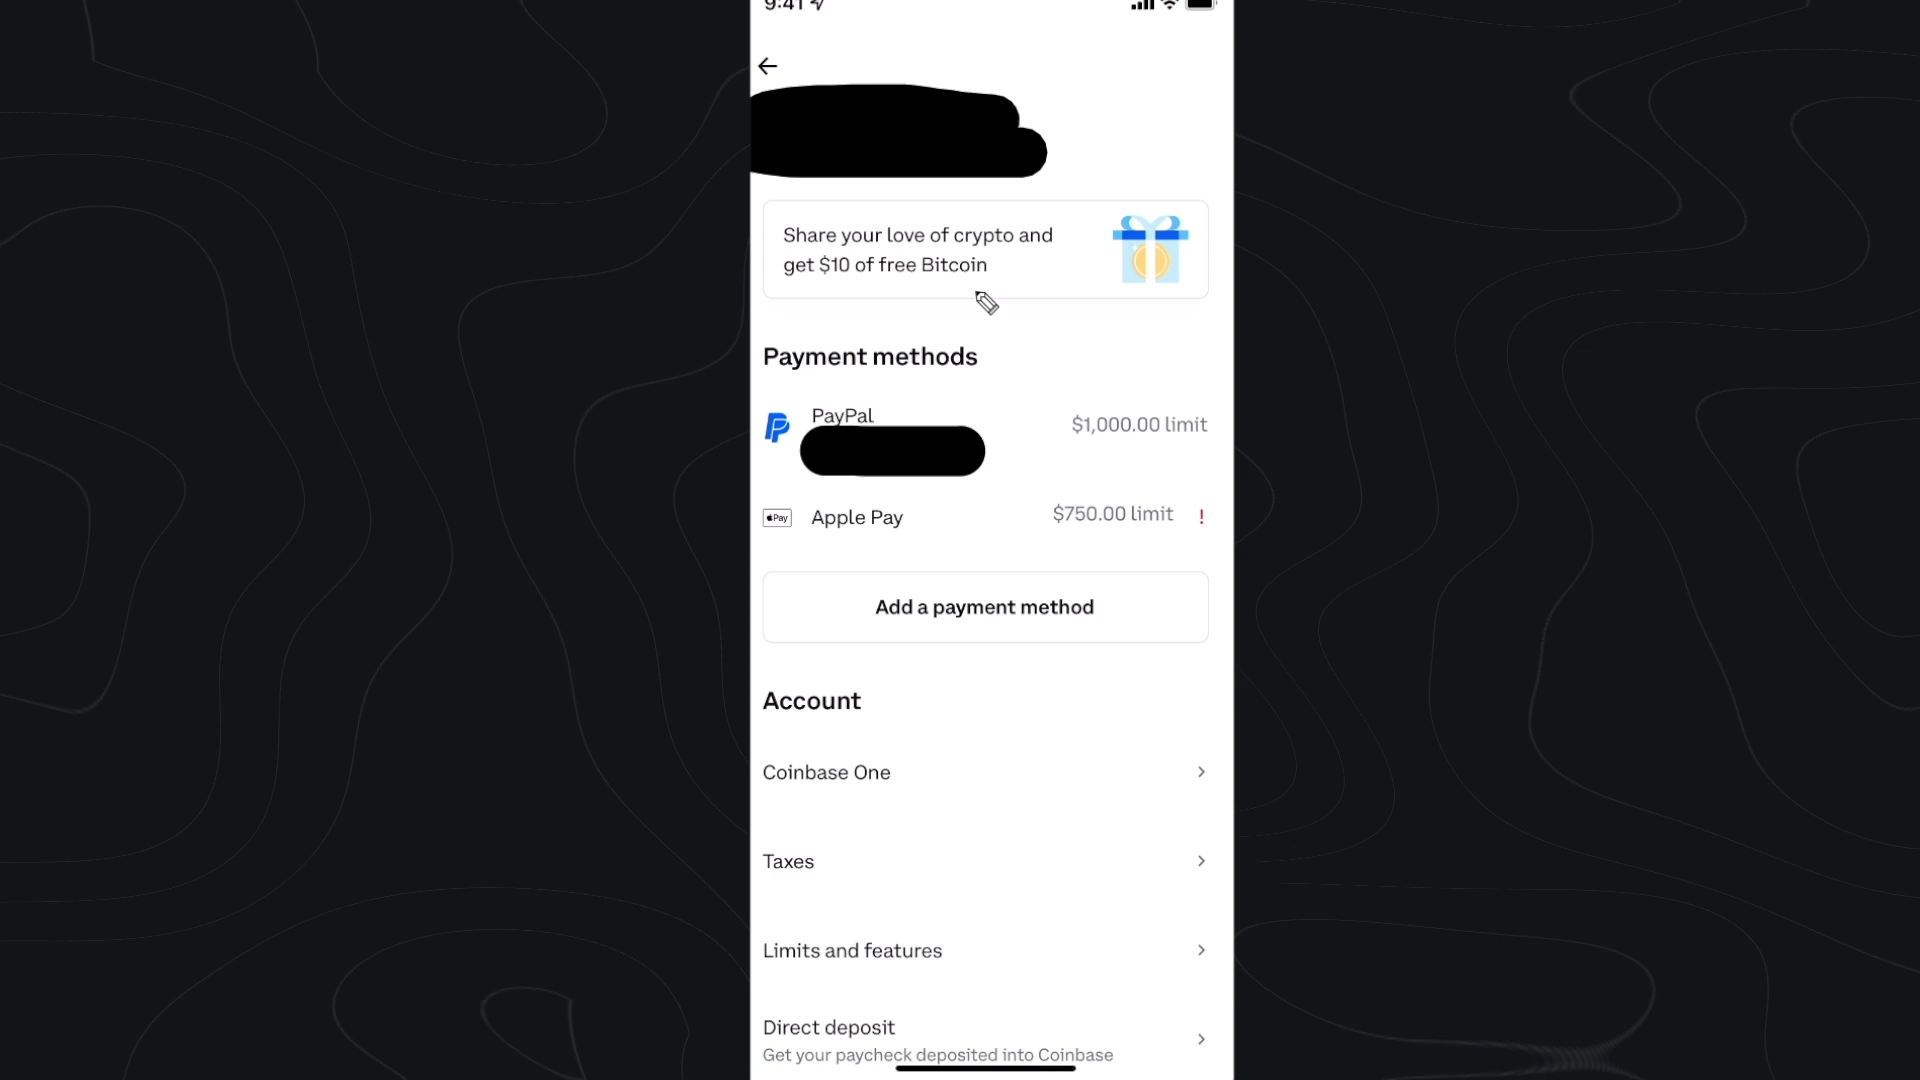 9:41
Share your love of crypto and
get $10 of free Bitcoin
Payment methods
PayPal
$1,000.00 limit
Pay
Apple Pay
$750.00 limit
!
Add a payment method
Account
Coinbase One
Taxes
Limits and features
Direct deposit
Get your paycheck deposited into Coinbase